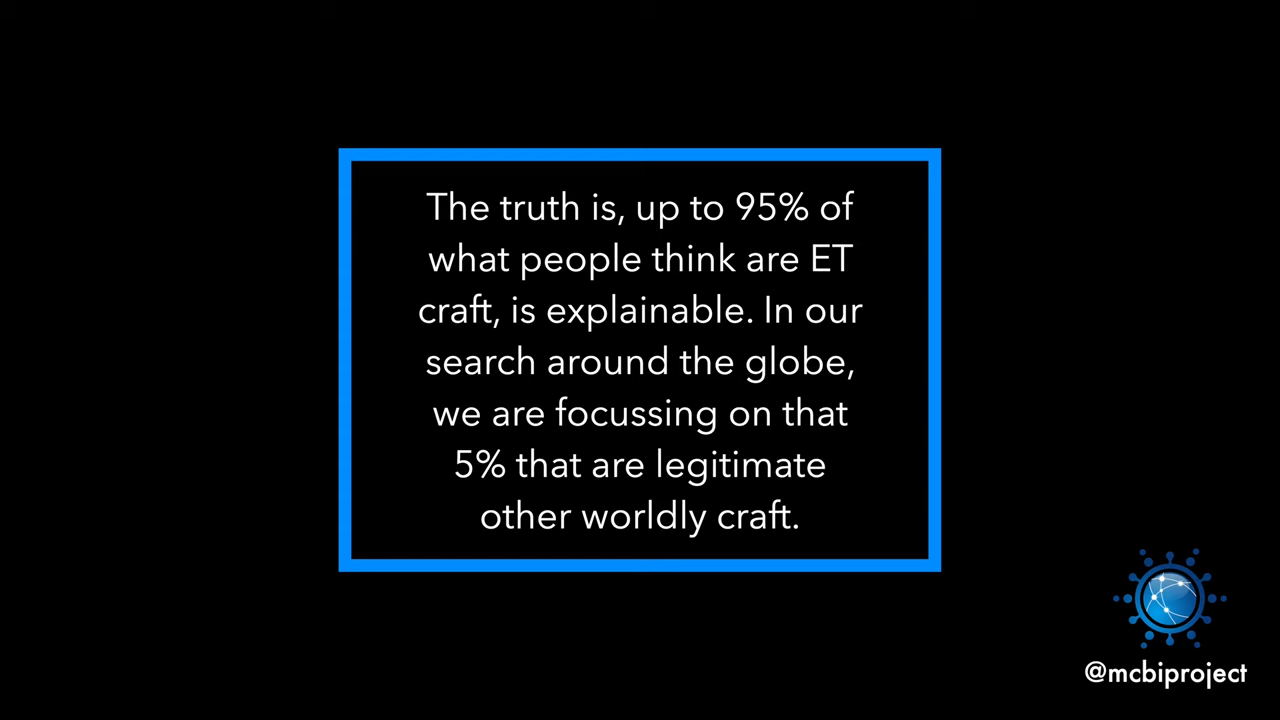 The truth is, up to 95% of
what people think are ET
craft, is explainable. In our
search around the globe,
we are focussing on that
5% that are legitimate
other worldly craft.
@mcbiproject